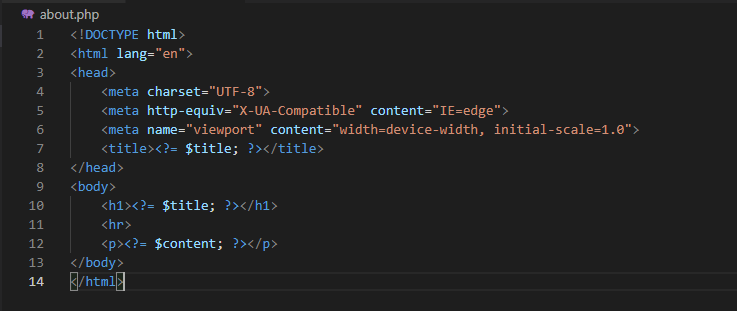 about.php
1 <!DOCTYPE html>
2 <html lang="en">
3 <head>
4     <meta charset="UTF-8">
5     <meta http-equiv="X-UA-Compatible" content="IE=edge">
6     <meta name="viewport" content="width=device-width, initial-scale=1.0">
7     <title><?= $title; ?></title>
8 </head>
9 <body>
10     <h1><?= $title; ?></h1>
11     <hr>
12     <p><?= $content; ?></p>
13 </body>
14 </html>